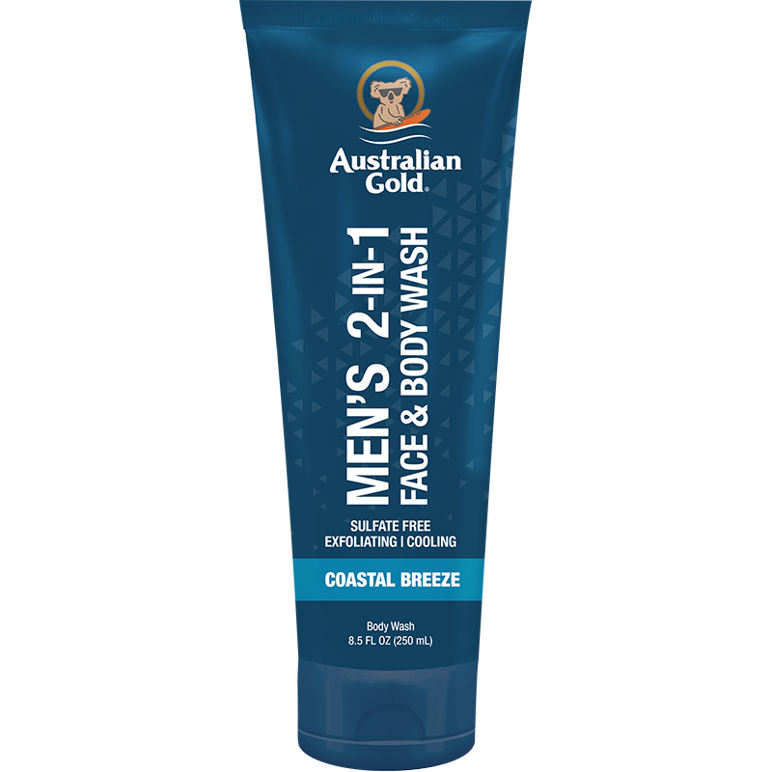 Australian
Gold®
MEN'S 2-IN-1
FACE & BODY WASH
SULFATE FREE
EXFOLIATING | COOLING
COASTAL BREEZE
Body Wash
8.5 FL OZ (250 mL)